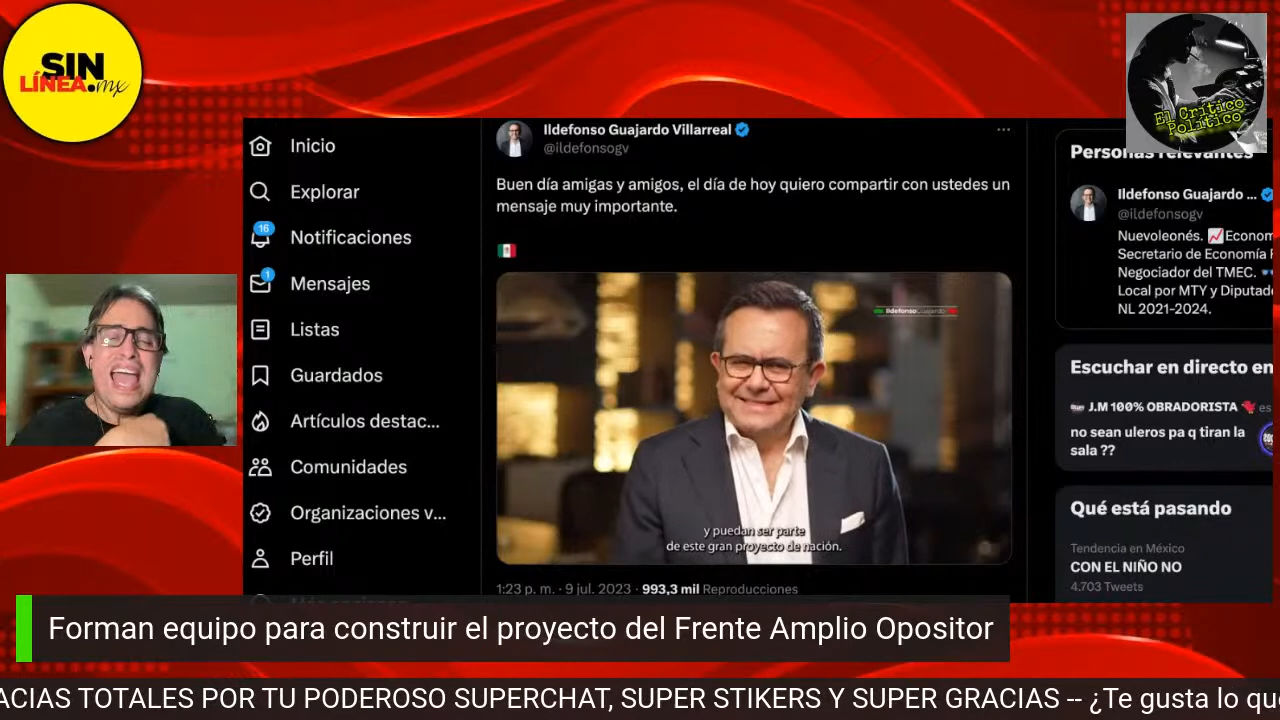 SIN
LÍNEA.mx
El Crítico
Político
Inicio
Explorar
16
Notificaciones
1
Mensajes
Listas
Guardados
Artículos destac...
Comunidades
Organizaciones v...
Perfil
Ildefonso Guajardo Villarreal
@ildefonsogv
Buen día amigas y amigos, el día de hoy quiero compartir con ustedes un
mensaje muy importante.
IldefonsoGuajardo
y puedan ser parte
de este gran proyecto de nación.
1:23 p. m. · 9 jul. 2023 · 993,3 mil Reproducciones
Personas relevantes
Ildefonso Guajardo ...
@ildefonsogv
Nuevoleonés. Econom
Secretario de Economía
Negociador del TMEC.
Local por MTY y Diputad
NL 2021-2024.
Escuchar en directo en
J.M 100% OBRADORISTA es
no sean uleros pa q tiran la
sala ??
Qué está pasando
Tendencia en México
CON EL NIÑO NO
4.703 Tweets
Forman equipo para construir el proyecto del Frente Amplio Opositor
ACIAS TOTALES POR TU PODEROSO SUPERCHAT, SUPER STIKERS Y SUPER GRACIAS -- ¿Te gusta lo qu